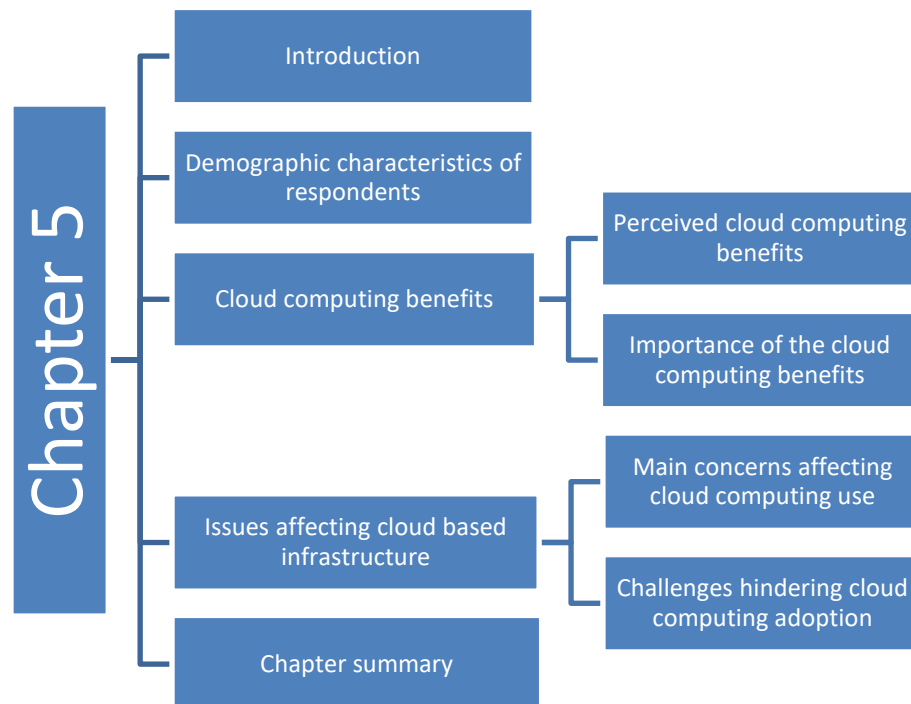 Chapter 5
Introduction
Demographic characteristics of
respondents
Cloud computing benefits
Perceived cloud computing
benefits
Importance of the cloud
computing benefits
Issues affecting cloud based
infrastructure
Main concerns affecting
cloud computing use
Challenges hindering cloud
computing adoption
Chapter summary